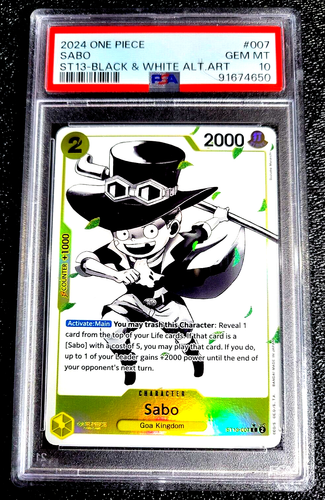 2024 ONE PIECE #007
SABO GEM MT
ST13-BLACK & WHITE ALT ART 10
PSA 91674650
2 2000
COUNTER +1000
Activate:Main You may trash this Character: Reveal 1
card from the top of your Life cards. If that card is a
[Sabo] with a cost of 5, you may play that card. If you do,
up to 1 of your Leader gains +2000 power until the end of
your opponent's next turn.
CHARACTER
Sabo
Goa Kingdom